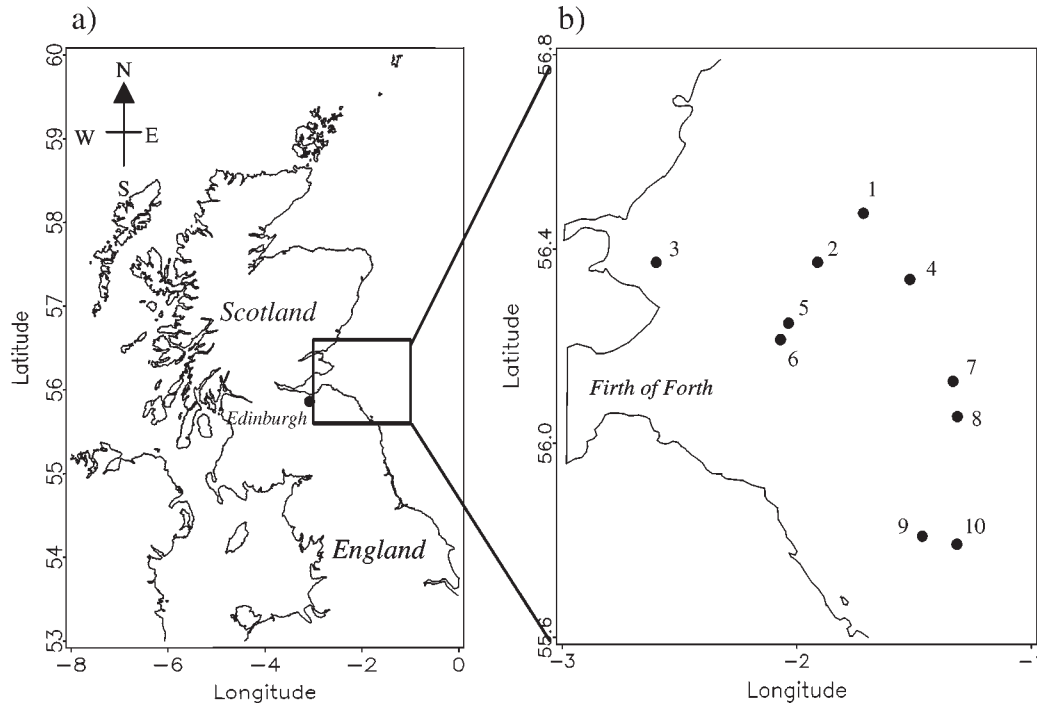 a)
b)
60
59
58
57
56
55
54
53
Latitude
N
W E
S
Scotland
Edinburgh
England
-8 -6 -4 -2 0
Longitude
56.8
56.4
56.0
55.6
Latitude
1
2
3
4
5
6
7
8
9
10
Firth of Forth
-3 -2 -1
Longitude